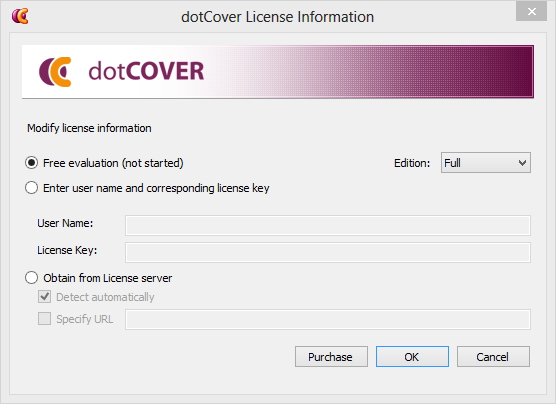 dotCover License Information
dotCOVER
Modify license information
Free evaluation (not started) Edition: Full
Enter user name and corresponding license key
User Name:
License Key:
Obtain from License server
Detect automatically
Specify URL
Purchase OK Cancel